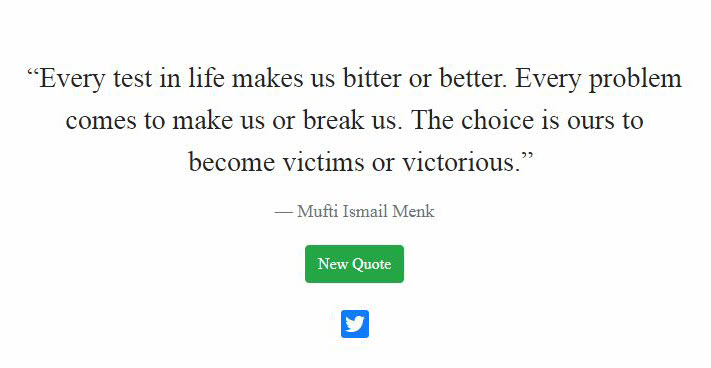 “Every test in life makes us bitter or better. Every problem
comes to make us or break us. The choice is ours to
become victims or victorious.”
— Mufti Ismail Menk
New Quote